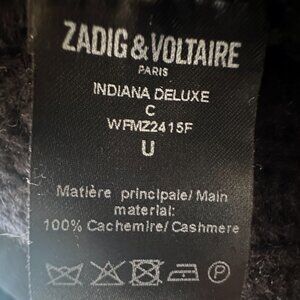 ZADIG & VOLTAIRE
PARIS
INDIANA DELUXE
C
WFMZ2415F
U
Matière principale/ Main
material:
100% Cachemire/ Cashmere